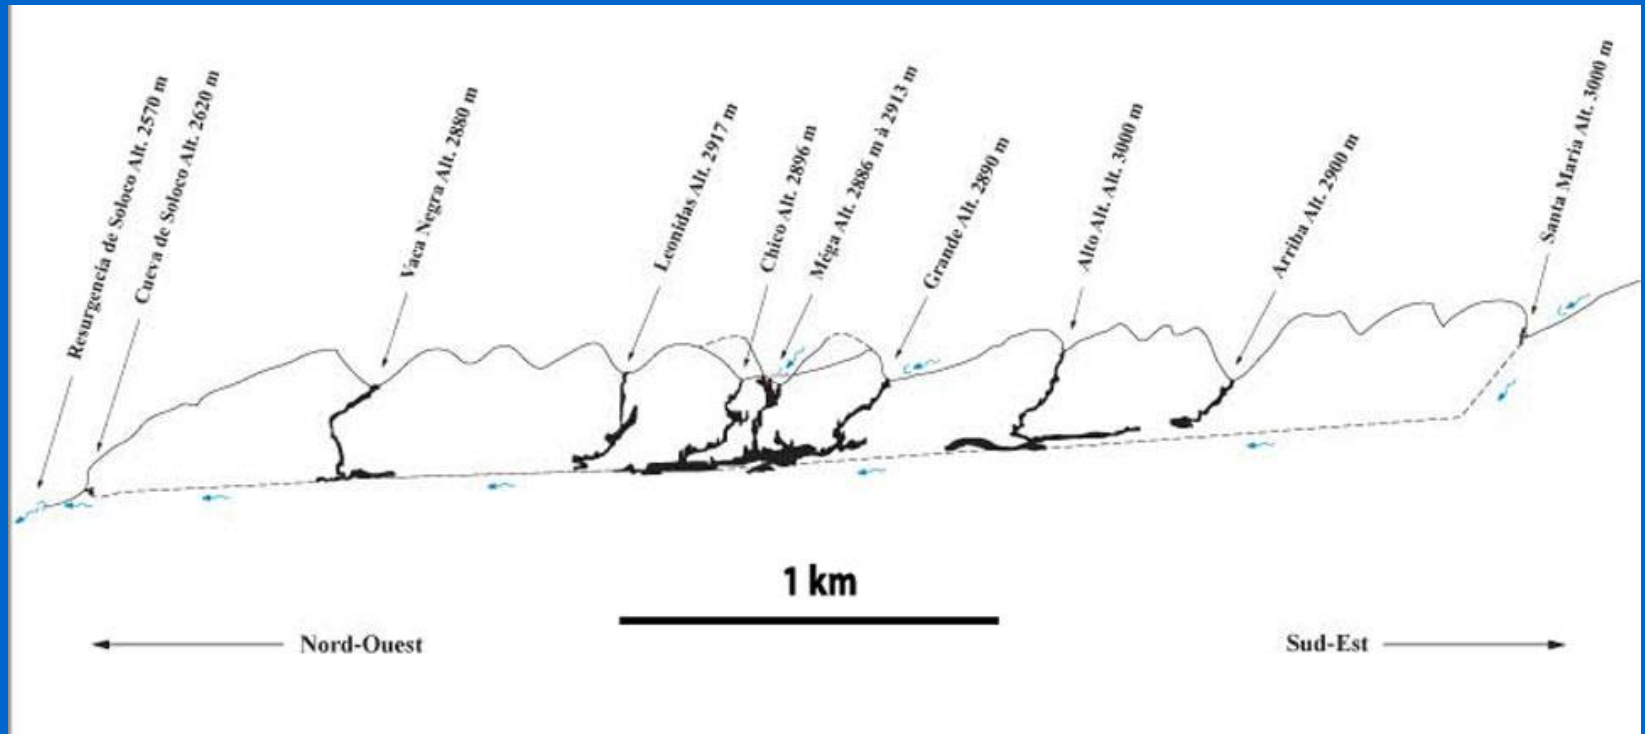 Resurgencia de Soloco Alt. 2570 m
Cueva de Soloco Alt. 2620 m
Vaca Negra Alt. 2880 m
Leonidas Alt. 2917 m
Chico Alt. 2896 m
Méga Alt. 2886 m à 2913 m
Grande Alt. 2890 m
Alto Alt. Alt. 3000 m
Arriba Alt. 2900 m
Santa Maria Alt. 3000 m
1 km
Nord-Ouest
Sud-Est